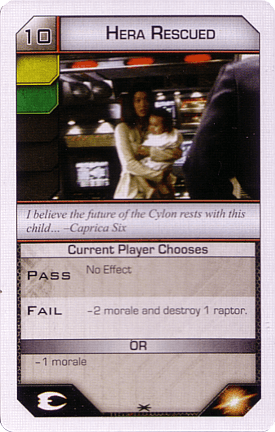 10 HERA RESCUED
I believe the future of the Cylon rests with this
child... –Caprica Six
Current Player Chooses
PASS No Effect
FAIL -2 morale and destroy 1 raptor.
OR
-1 morale